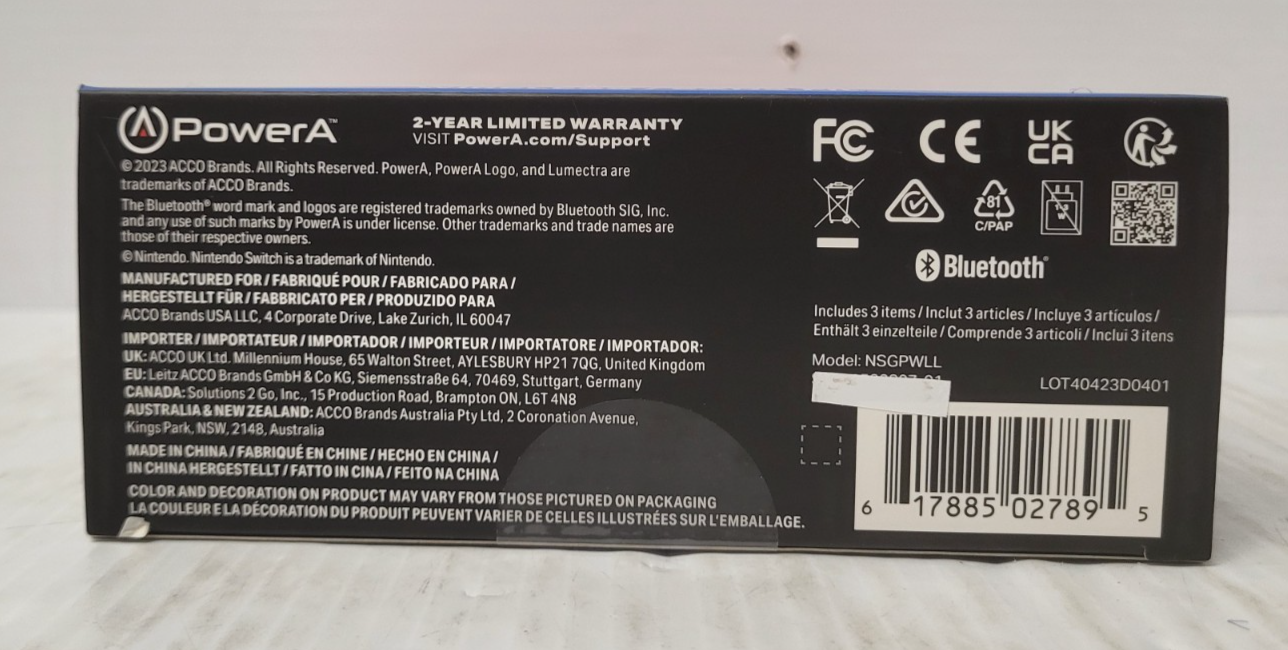 PowerA™
2-YEAR LIMITED WARRANTY
VISIT PowerA.com/Support
© 2023 ACCO Brands. All Rights Reserved. PowerA, PowerA Logo, and Lumectra are
trademarks of ACCO Brands.
The Bluetooth® word mark and logos are registered trademarks owned by Bluetooth SIG, Inc.
and any use of such marks by PowerA is under license. Other trademarks and trade names are
those of their respective owners.
© Nintendo. Nintendo Switch is a trademark of Nintendo.
MANUFACTURED FOR / FABRIQUÉ POUR / FABRICADO PARA /
HERGESTELLT FÜR / FABBRICATO PER / PRODUZIDO PARA
ACCO Brands USA LLC, 4 Corporate Drive, Lake Zurich, IL 60047
IMPORTER / IMPORTATEUR / IMPORTADOR / IMPORTEUR / IMPORTATORE / IMPORTADOR:
UK: ACCO UK Ltd. Millennium House, 65 Walton Street, AYLESBURY HP21 7QG, United Kingdom
EU: Leitz ACCO Brands GmbH & Co KG, Siemensstraße 64, 70469, Stuttgart, Germany
CANADA: Solutions 2 Go, Inc., 15 Production Road, Brampton ON, L6T 4N8
AUSTRALIA & NEW ZEALAND: ACCO Brands Australia Pty Ltd, 2 Coronation Avenue,
Kings Park, NSW, 2148, Australia
MADE IN CHINA / FABRIQUÉ EN CHINE / HECHO EN CHINA /
IN CHINA HERGESTELLT / FATTO IN CINA / FEITO NA CHINA
COLOR AND DECORATION ON PRODUCT MAY VARY FROM THOSE PICTURED ON PACKAGING
LA COULEUR E LA DÉCORATION DU PRODUIT PEUVENT VARIER DE CELLES ILLUSTRÉES SUR L'EMBALLAGE.
FC CE UK CA
81
C/PAP
Bluetooth®
Includes 3 items / Inclut 3 articles / Incluye 3 artículos /
Enthält 3 einzelteile / Comprende 3 articoli / Inclui 3 itens
Model: NSGPWLL
LOT40423D0401
6 17885 02789 5